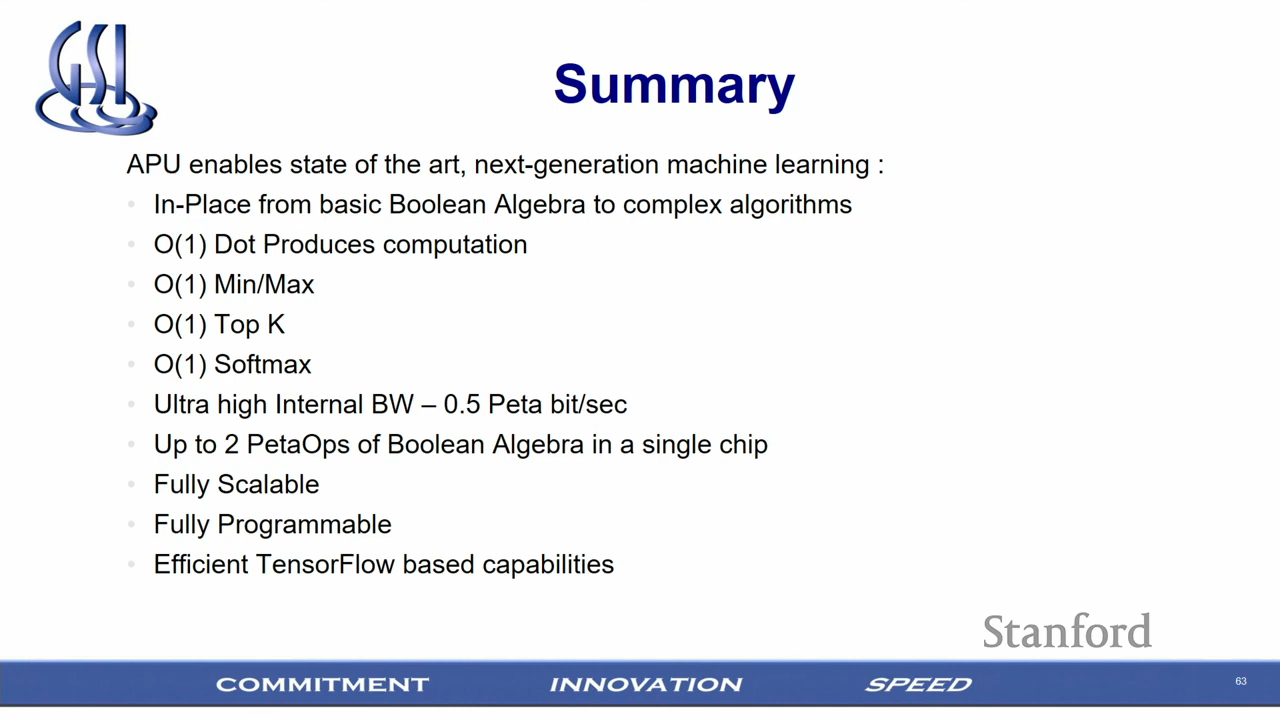 GSI
Summary
APU enables state of the art, next-generation machine learning :
• In-Place from basic Boolean Algebra to complex algorithms
• O(1) Dot Produces computation
• O(1) Min/Max
• O(1) Top K
• O(1) Softmax
• Ultra high Internal BW – 0.5 Peta bit/sec
• Up to 2 PetaOps of Boolean Algebra in a single chip
• Fully Scalable
• Fully Programmable
• Efficient TensorFlow based capabilities
Stanford
COMMITMENT INNOVATION SPEED 63